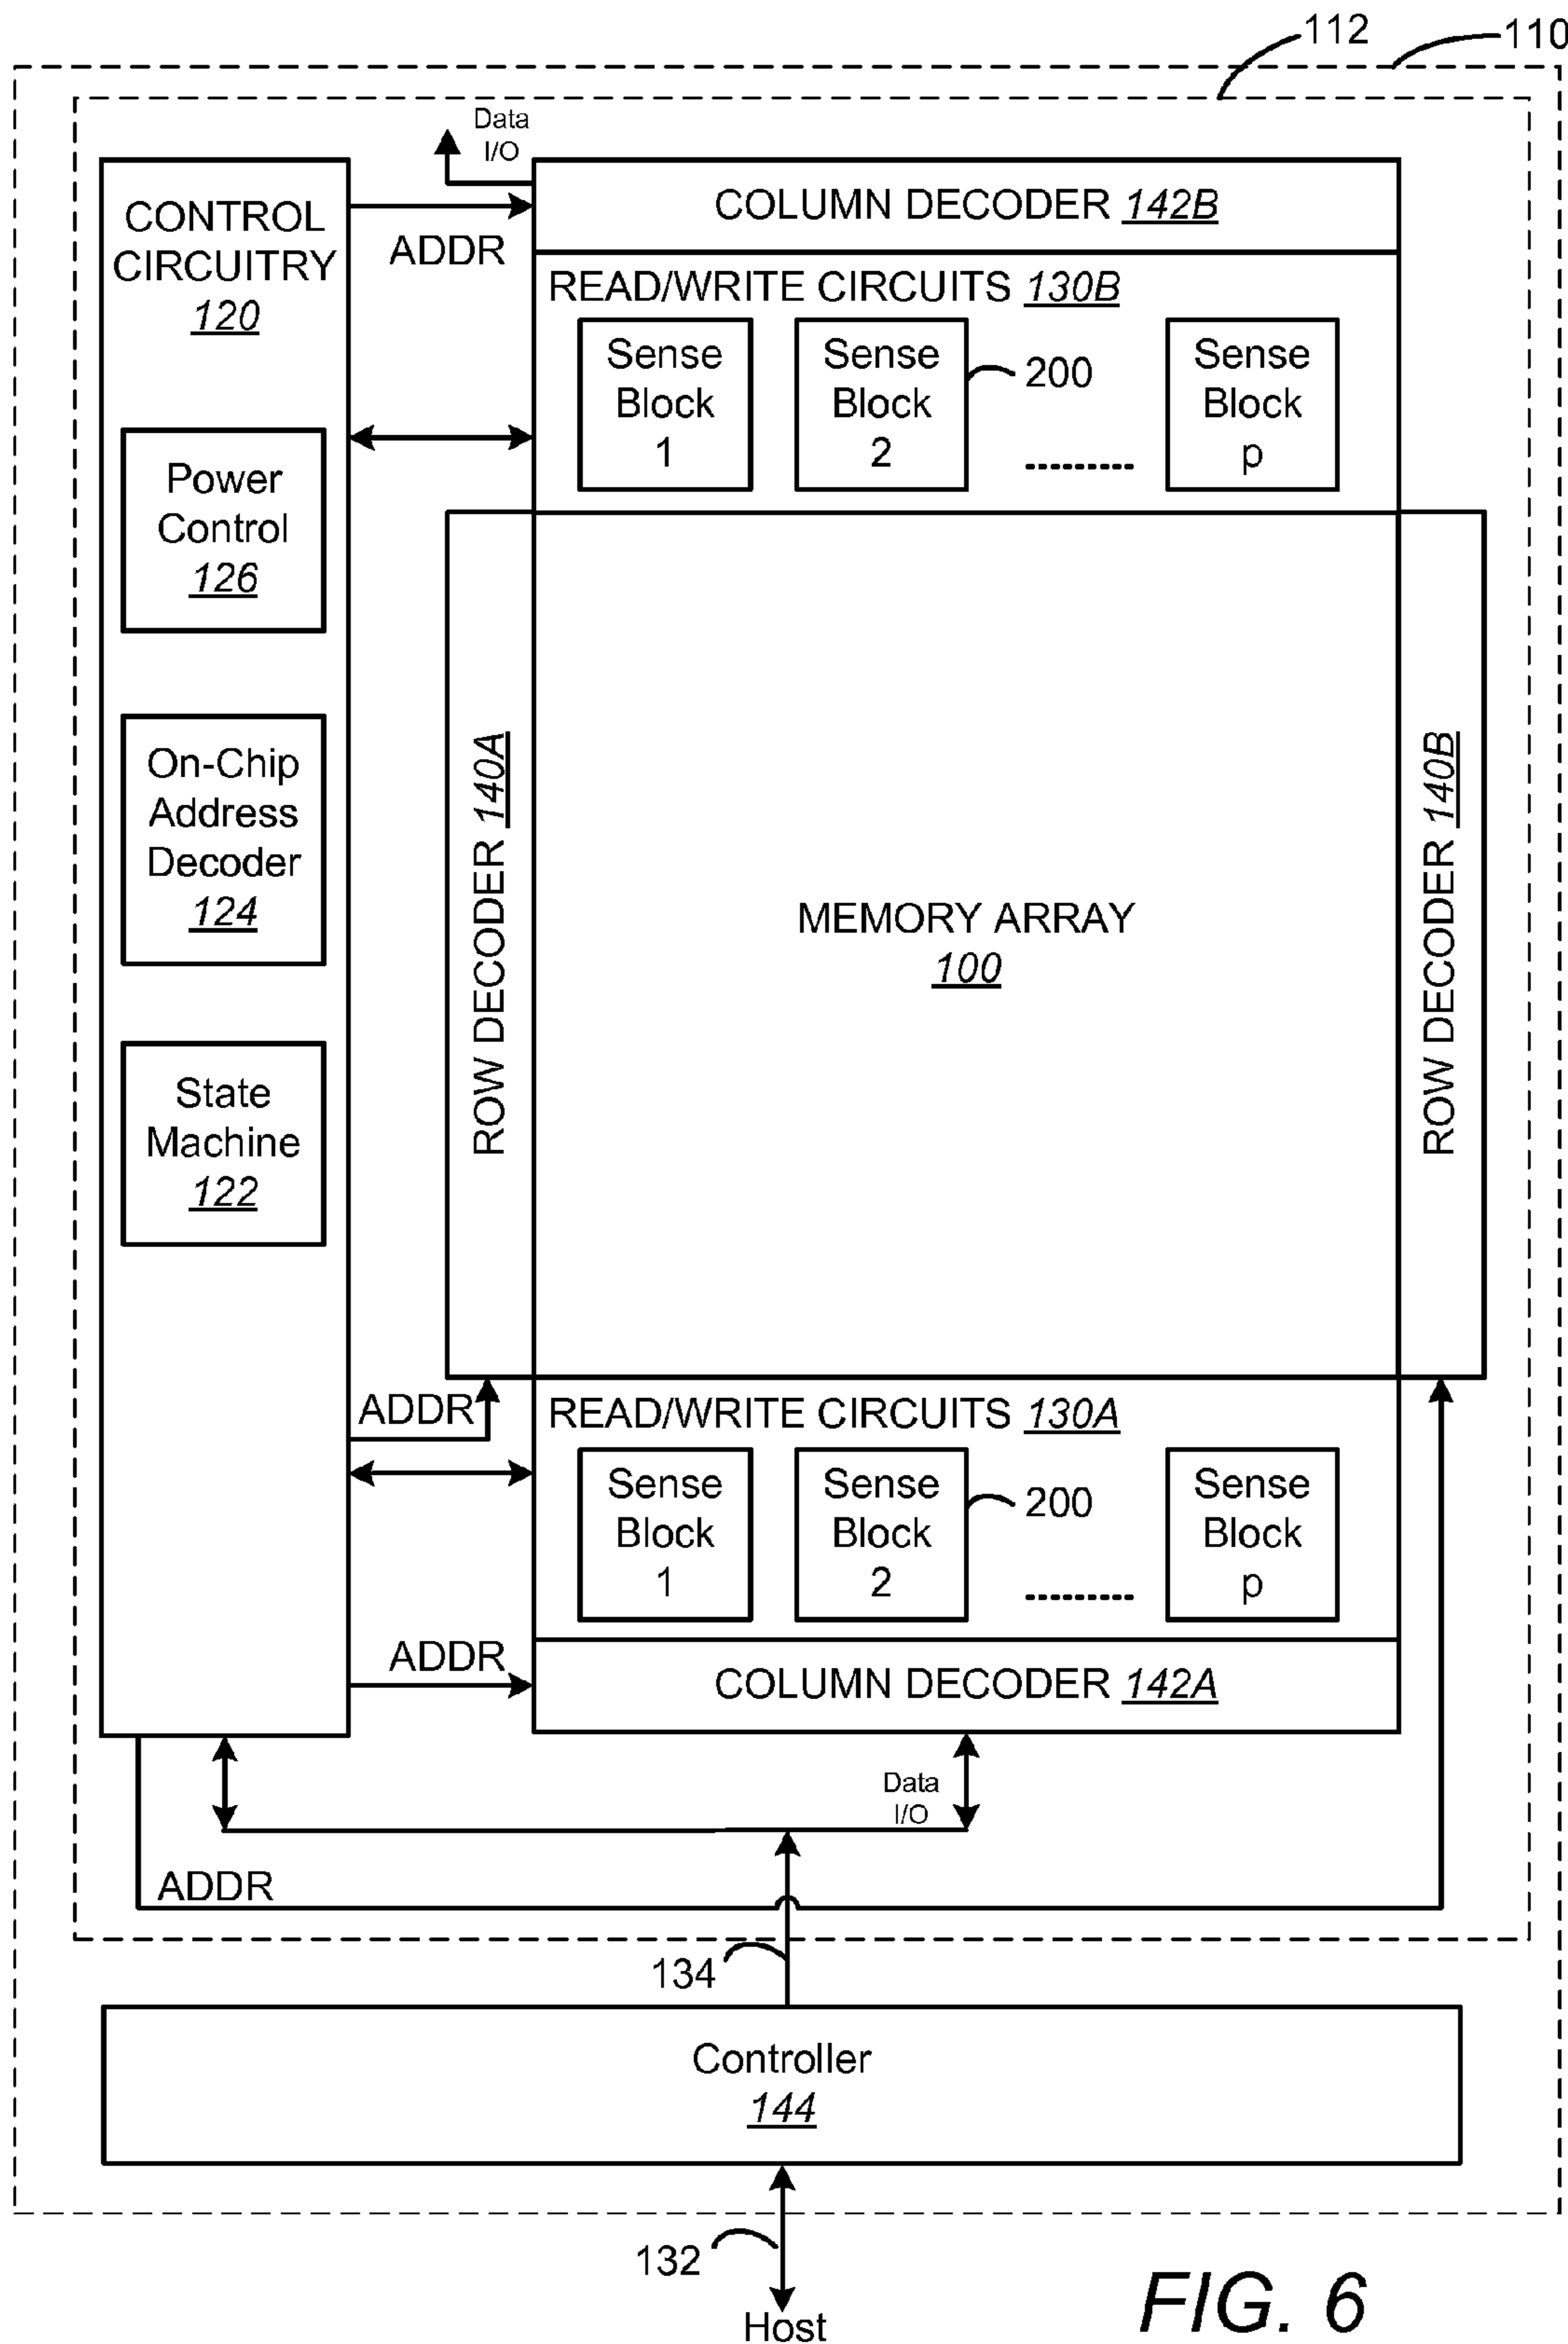 112
110
Data
I/O
CONTROL
CIRCUITRY
120
ADDR
COLUMN DECODER 142B
READ/WRITE CIRCUITS 130B
Sense
Block
1
Sense
Block
2
200
.........
Sense
Block
p
Power
Control
126
On-Chip
Address
Decoder
124
State
Machine
122
ROW DECODER 140A
MEMORY ARRAY
100
ROW DECODER 140B
ADDR
READ/WRITE CIRCUITS 130A
Sense
Block
1
Sense
Block
2
200
.........
Sense
Block
p
ADDR
COLUMN DECODER 142A
Data
I/O
ADDR
134
Controller
144
132
Host
FIG. 6